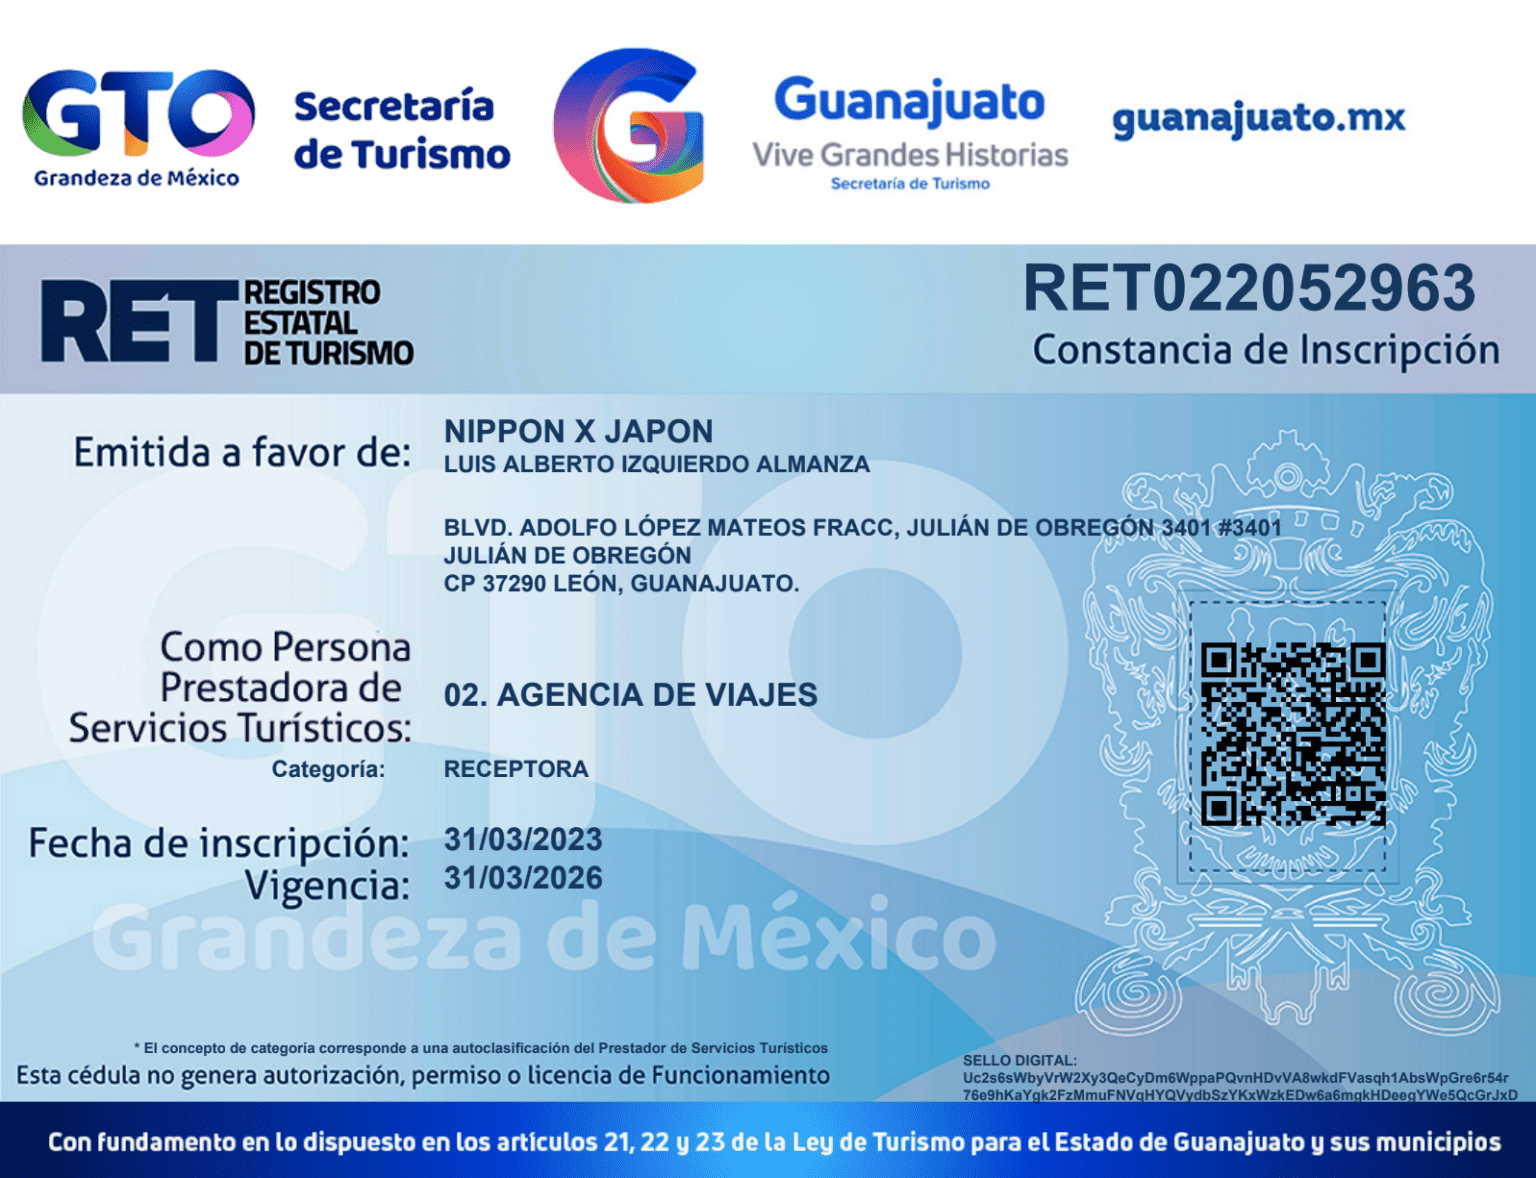 GTO
Grandeza de México
Secretaría
de Turismo
G
Guanajuato
Vive Grandes Historias
Secretaría de Turismo
guanajuato.mx
RET REGISTRO
ESTATAL
DE TURISMO
RET022052963
Constancia de Inscripción
Emitida a favor de:
NIPPON X JAPON
LUIS ALBERTO IZQUIERDO ALMANZA
BLVD. ADOLFO LÓPEZ MATEOS FRACC, JULIÁN DE OBREGÓN 3401 #3401
JULIÁN DE OBREGÓN
CP 37290 LEÓN, GUANAJUATO.
Como Persona
Prestadora de
Servicios Turísticos:
02. AGENCIA DE VIAJES
Categoría: RECEPTORA
Fecha de inscripción: 31/03/2023
Vigencia: 31/03/2026
GTO
Grandeza de México
* El concepto de categoría corresponde a una autoclasificación del Prestador de Servicios Turísticos
Esta cédula no genera autorización, permiso o licencia de Funcionamiento
SELLO DIGITAL:
Uc2s6sWbyVrW2Xy3QeCyDm6WppaPQvnHDvVA8wkdFVasqh1AbsWpGre6r54r
76e9hKaYgk2FzMmuFNVqHYQVydbSzYKxWzkEDw6a6mgkHDeegYWe5QcGrJxD
Con fundamento en lo dispuesto en los artículos 21, 22 y 23 de la Ley de Turismo para el Estado de Guanajuato y sus municipios